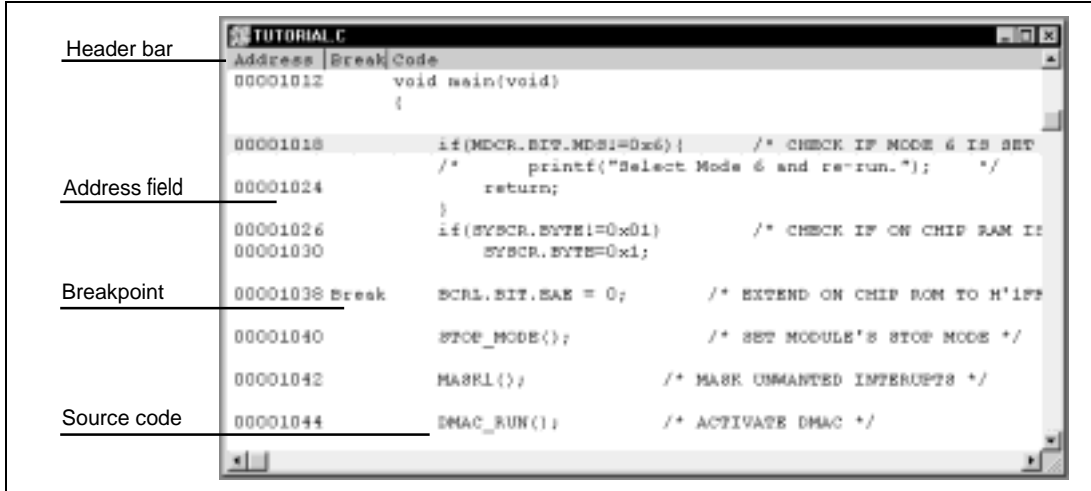 TUTORIAL.C
Header bar
Address Break Code
00001012 void main(void)
{
00001018 if(MDCR.BIT.MDS!=0x6){ /* CHECK IF MODE 6 IS SET
/* printf("Select Mode 6 and re-run."); */
Address field
00001024 return;
}
00001026 if(SYSCR.BYTE!=0x01) /* CHECK IF ON CHIP RAM IS
00001030 SYSCR.BYTE=0x1;
Breakpoint
00001038 Break BCRL.BIT.EAE = 0; /* EXTEND ON CHIP ROM TO H'1FF
00001040 STOP_MODE(); /* SET MODULE'S STOP MODE */
00001042 MASK1(); /* MASK UNWANTED INTERUPTS */
Source code
00001044 DMAC_RUN(); /* ACTIVATE DMAC */